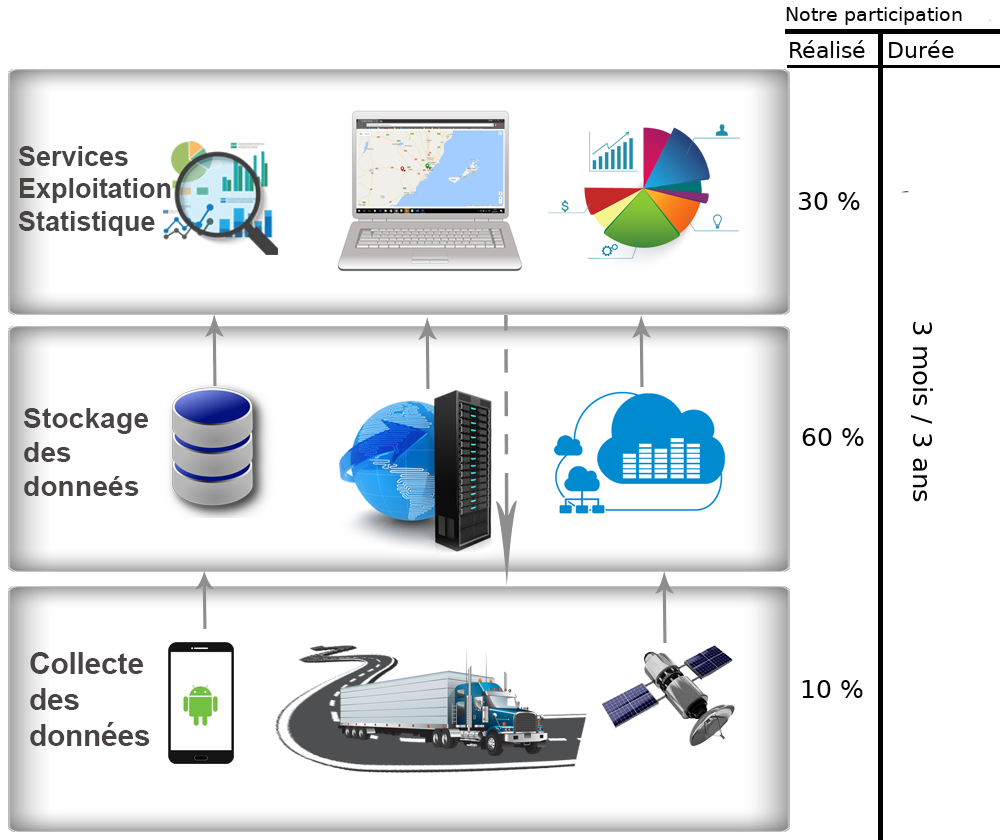 Notre participation
Réalisé
Durée
Services
Exploitation
Statistique
$
30 %
Stockage
des
donneés
60 %
3 mois / 3 ans
Collecte
des
données
10 %